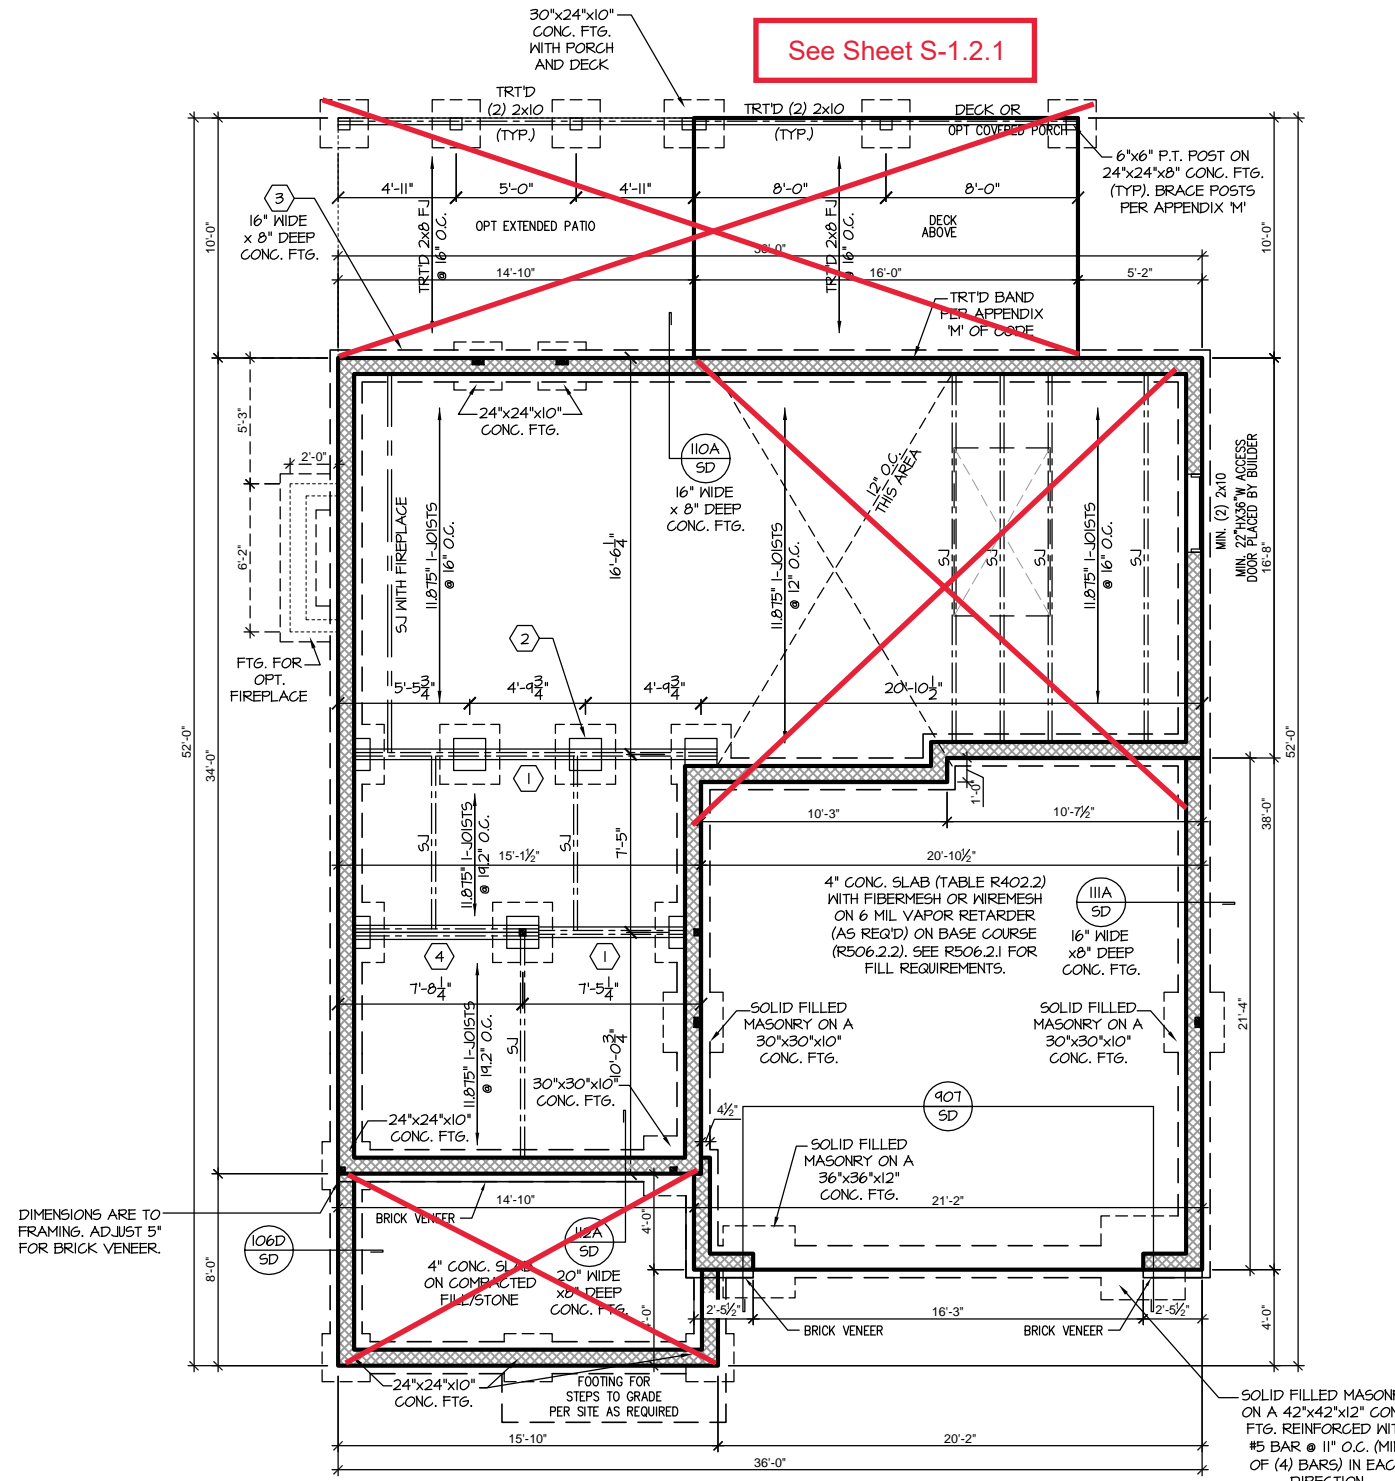 30"x24"x10"
CONC. FTG.
WITH PORCH
AND DECK
See Sheet S-1.2.1
TRT'D
(2) 2x10
(TYP.)
TRT'D (2) 2x10
(TYP.)
DECK OR
OPT COVERED PORCH
6"x6" P.T. POST ON
24"x24"x8" CONC. FTG.
(TYP). BRACE POSTS
PER APPENDIX 'M'
3
16" WIDE
x 8" DEEP
CONC. FTG.
4'-11"
5'-0"
4'-11"
8'-0"
8'-0"
OPT EXTENDED PATIO
DECK
ABOVE
TRT'D 2x8 FJ
@ 16" O.C.
TRT'D 2x8 FJ
@ 16" O.C.
10'-0"
10'-0"
14'-10"
16'-0"
5'-2"
TRT'D BAND
PER APPENDIX
'M' OF CODE
24"x24"x10"
CONC. FTG.
5'-3"
2'-0"
6'-2"
FTG. FOR
OPT.
FIREPLACE
SJ WITH FIREPLACE
11.875" I-JOISTS
@ 16" O.C.
110A
SD
16" WIDE
x 8" DEEP
CONC. FTG.
16'-6 1/4"
11.875" I-JOISTS
@ 12" O.C.
12" O.C.
THIS AREA
SJ
SJ
SJ
SJ
11.875" I-JOISTS
@ 16" O.C.
MIN. (2) 2x10
MIN. 22"HX36"W ACCESS
DOOR PLACED BY BUILDER
16'-8"
2
5'-5 3/4"
4'-9 3/4"
4'-9 3/4"
20'-10 1/2"
52'-0"
34'-0"
52'-0"
38'-0"
1
SJ
11.875" I-JOISTS
@ 19.2" O.C.
SJ
7'-5"
15'-1 1/2"
10'-3"
1'-0"
10'-7 1/2"
20'-10 1/2"
4" CONC. SLAB (TABLE R402.2)
WITH FIBERMESH OR WIREMESH
ON 6 MIL VAPOR RETARDER
(AS REQ'D) ON BASE COURSE
(R506.2.2). SEE R506.2.1 FOR
FILL REQUIREMENTS.
111A
SD
16" WIDE
x8" DEEP
CONC. FTG.
4
1
7'-8 1/4"
7'-5 1/4"
11.875" I-JOISTS
@ 19.2" O.C.
SJ
10'-0 3/4"
SOLID FILLED
MASONRY ON A
30"x30"x10"
CONC. FTG.
SOLID FILLED
MASONRY ON A
30"x30"x10"
CONC. FTG.
21'-4"
30"x30"x10"
CONC. FTG.
24"x24"x10"
CONC. FTG.
907
SD
4 1/2"
SOLID FILLED
MASONRY ON A
36"x36"x12"
CONC. FTG.
DIMENSIONS ARE TO
FRAMING. ADJUST 5"
FOR BRICK VENEER.
106D
SD
8'-0"
14'-10"
BRICK VENEER
4'-0"
21'-2"
112A
SD
20" WIDE
x8" DEEP
CONC. FTG.
4" CONC. SLAB
ON COMPACTED
FILL/STONE
2'-5 1/2"
16'-3"
2'-5 1/2"
BRICK VENEER
BRICK VENEER
4'-0"
24"x24"x10"
CONC. FTG.
FOOTING FOR
STEPS TO GRADE
PER SITE AS REQUIRED
SOLID FILLED
ON A 42"x42"x12"
FTG. REINFORCED
#5 BAR @ 11" O.C.
OF (4) BARS) IN
DIRECTION
15'-10"
20'-2"
36'-0"